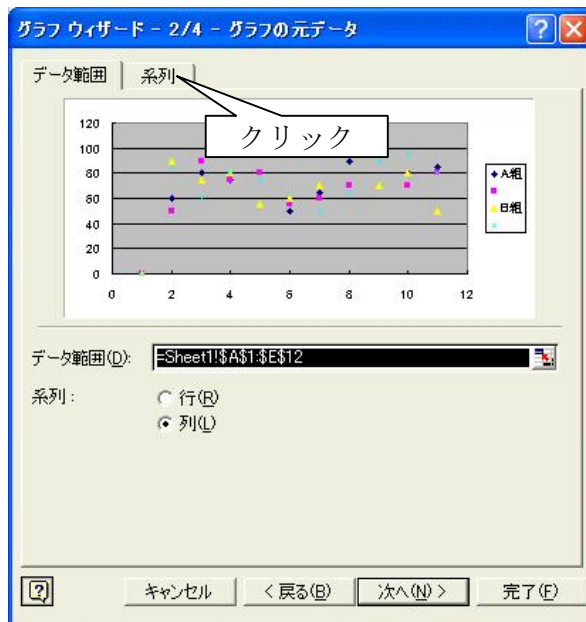 グラフ ウィザード - 2/4 - グラフの元データ
データ範囲
系列
クリック
120
100
80
60
40
20
0
0 2 4 6 8 10 12
A組
B組
データ範囲(D):
=Sheet1!$A$1:$E$12
系列:
行(R)
列(L)
キャンセル
< 戻る(B)
次へ(N) >
完了(F)